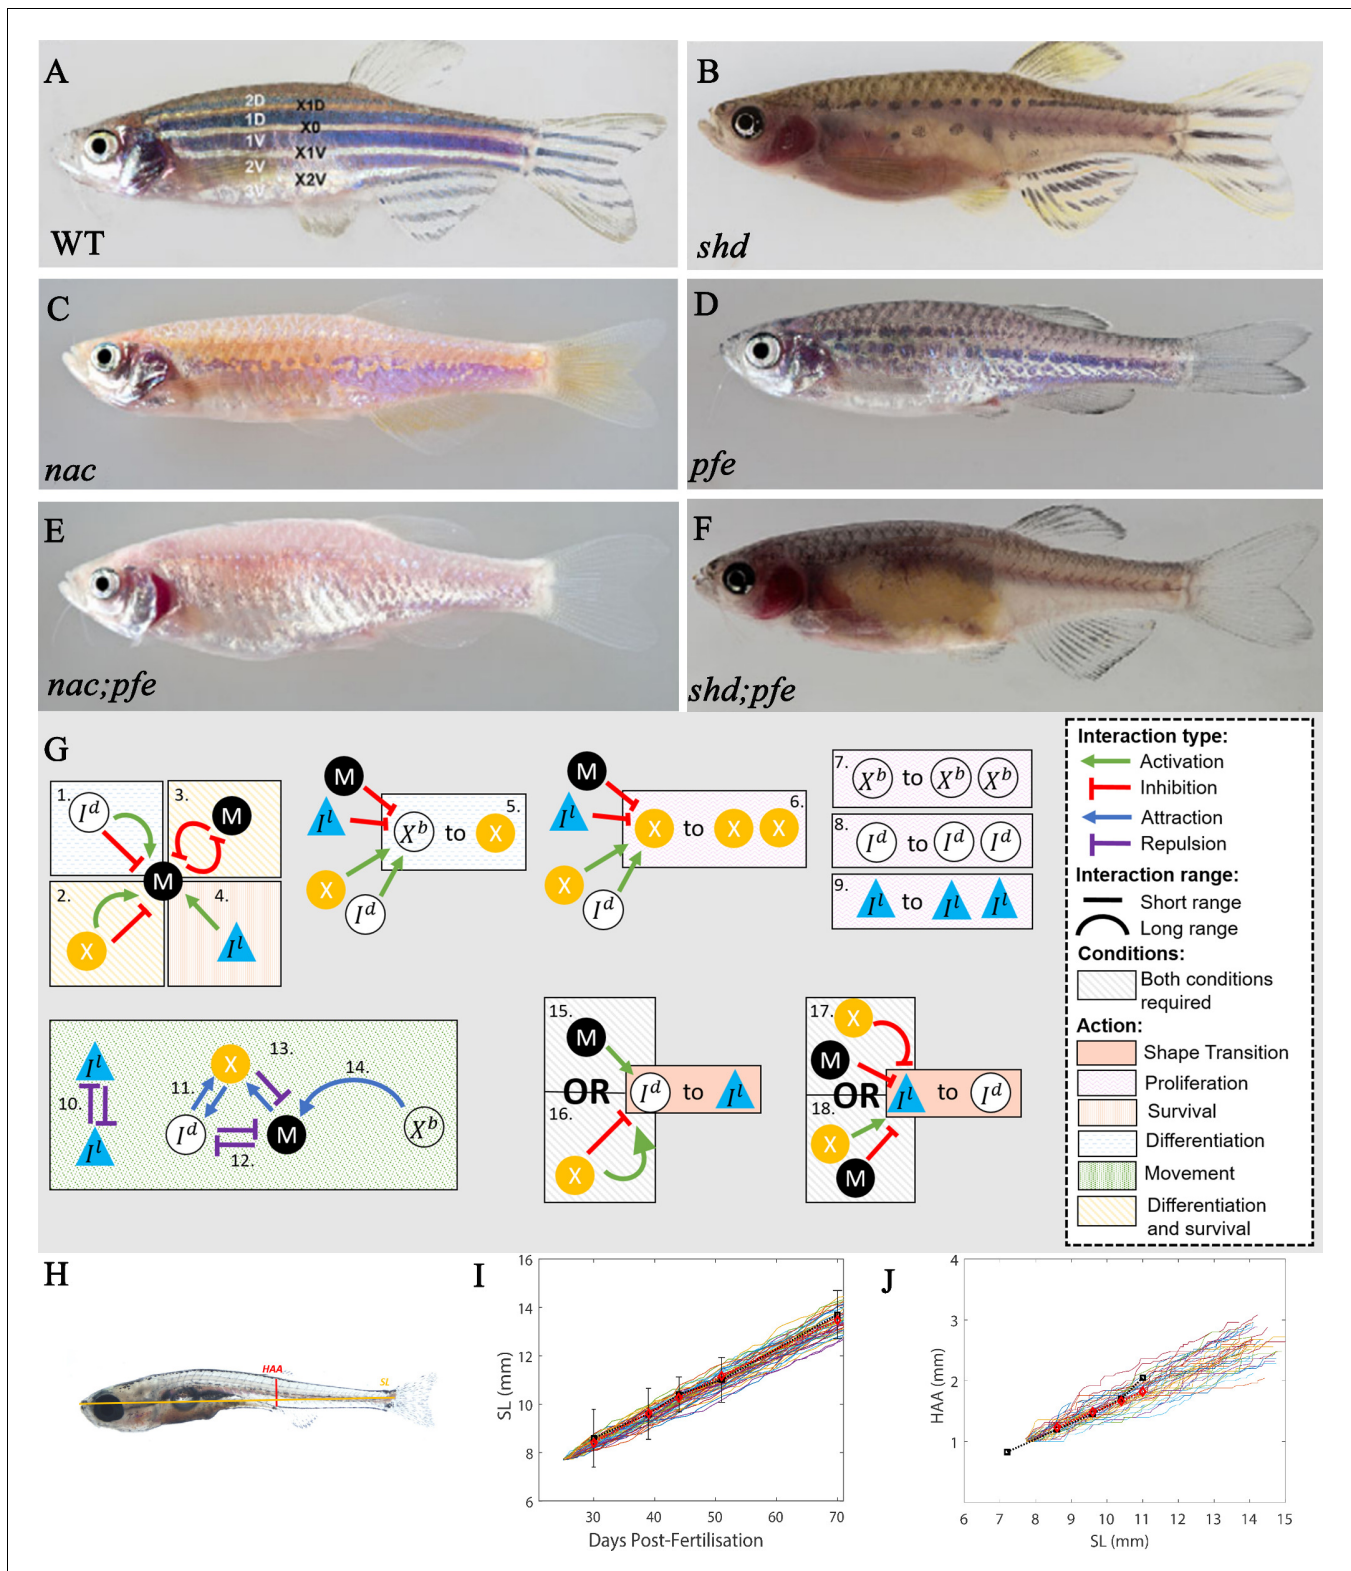 A
2D
X1D
1D
X0
1V
X1V
2V
X2V
3V
WT
B
shd
C
nac
D
pfe
E
nac;pfe
F
shd;pfe
G
1.
I^d
3.
M
M
2.
X
4.
I^l
M
I^l
5.
X^b to X
X
I^d
M
I^l
6.
X to X X
X
I^d
7. X^b to X^b X^b
8. I^d to I^d I^d
9. I^l to I^l I^l
Interaction type:
Activation
Inhibition
Attraction
Repulsion
Interaction range:
Short range
Long range
Conditions:
Both conditions
required
Action:
Shape Transition
Proliferation
Survival
Differentiation
Movement
Differentiation
and survival
I^l
10.
I^l
X
13.
11.
14.
I^d
M
12.
X^b
15.
M
OR
I^d to I^l
16.
X
17.
X
M
OR
I^l to I^d
18.
X
M
H
HAA
SL
I
16
14
12
10
8
6
SL (mm)
30 40 50 60 70
Days Post-Fertilisation
J
4
3
2
1
HAA (mm)
6 7 8 9 10 11 12 13 14 15
SL (mm)